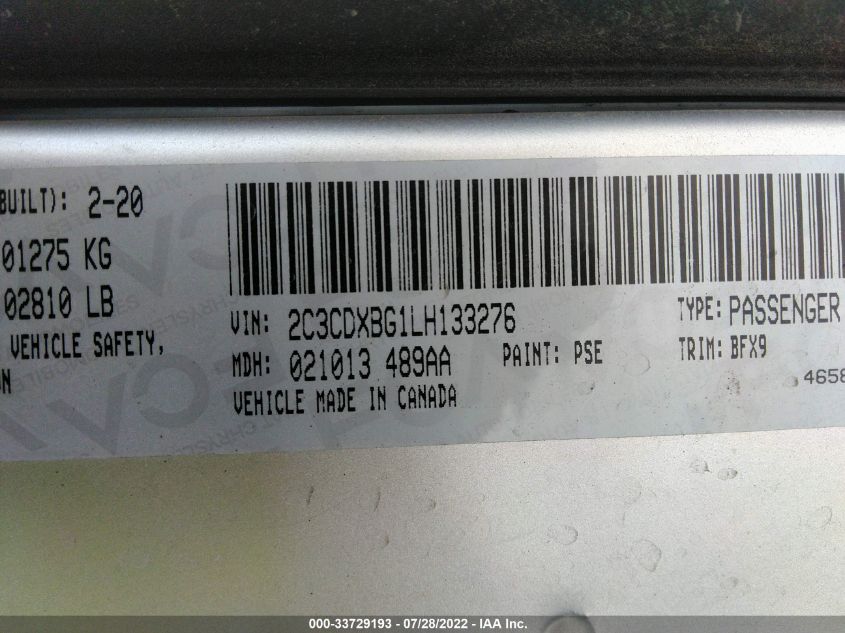 BUILT): 2-20
01275 KG
02810 LB
VEHICLE SAFETY,
ON
VIN: 2C3CDXBG1LH133276
TYPE: PASSENGER
MDH: 021013 489AA
PAINT: PSE
TRIM: BFX9
VEHICLE MADE IN CANADA
4658
000-33729193 - 07/28/2022 - IAA Inc.